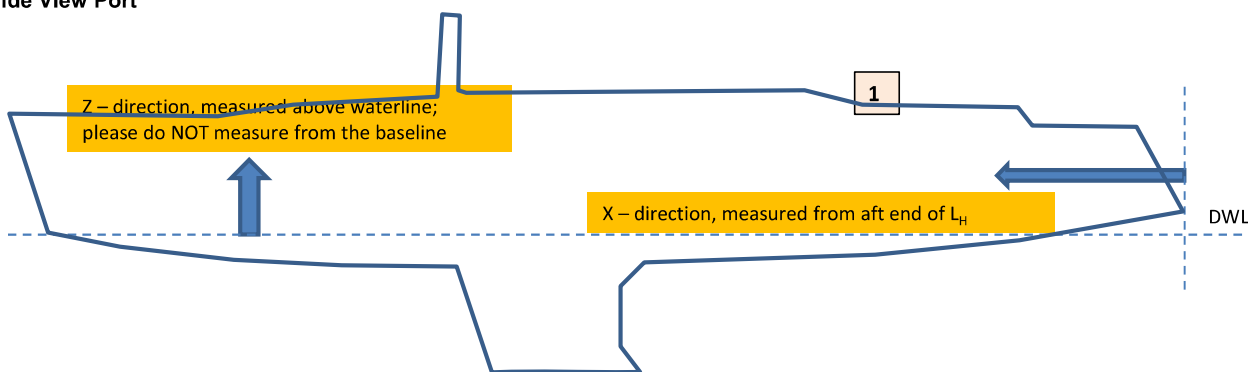 ide View Port
Z – direction, measured above waterline;
please do NOT measure from the baseline
1
X – direction, measured from aft end of LH
DWL